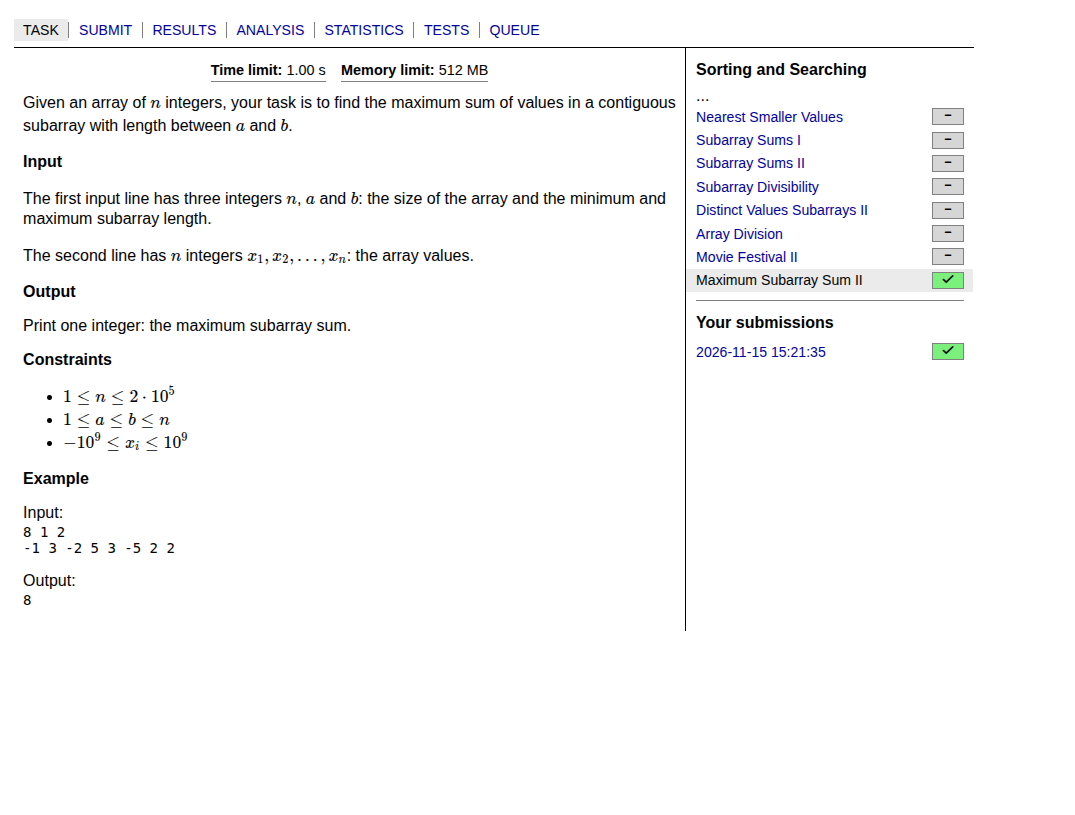 TASK | SUBMIT | RESULTS | ANALYSIS | STATISTICS | TESTS | QUEUE
Time limit: 1.00 s Memory limit: 512 MB
Given an array of n integers, your task is to find the maximum sum of values in a contiguous
subarray with length between a and b.
Input
The first input line has three integers n, a and b: the size of the array and the minimum and
maximum subarray length.
The second line has n integers x₁, x₂, . . . , xₙ: the array values.
Output
Print one integer: the maximum subarray sum.
Constraints
• 1 ≤ n ≤ 2 · 10⁵
• 1 ≤ a ≤ b ≤ n
• −10⁹ ≤ xᵢ ≤ 10⁹
Example
Input:
8 1 2
-1 3 -2 5 3 -5 2 2
Output:
8
Sorting and Searching
...
Nearest Smaller Values –
Subarray Sums I –
Subarray Sums II –
Subarray Divisibility –
Distinct Values Subarrays II –
Array Division –
Movie Festival II –
Maximum Subarray Sum II ✓
Your submissions
2026-11-15 15:21:35 ✓